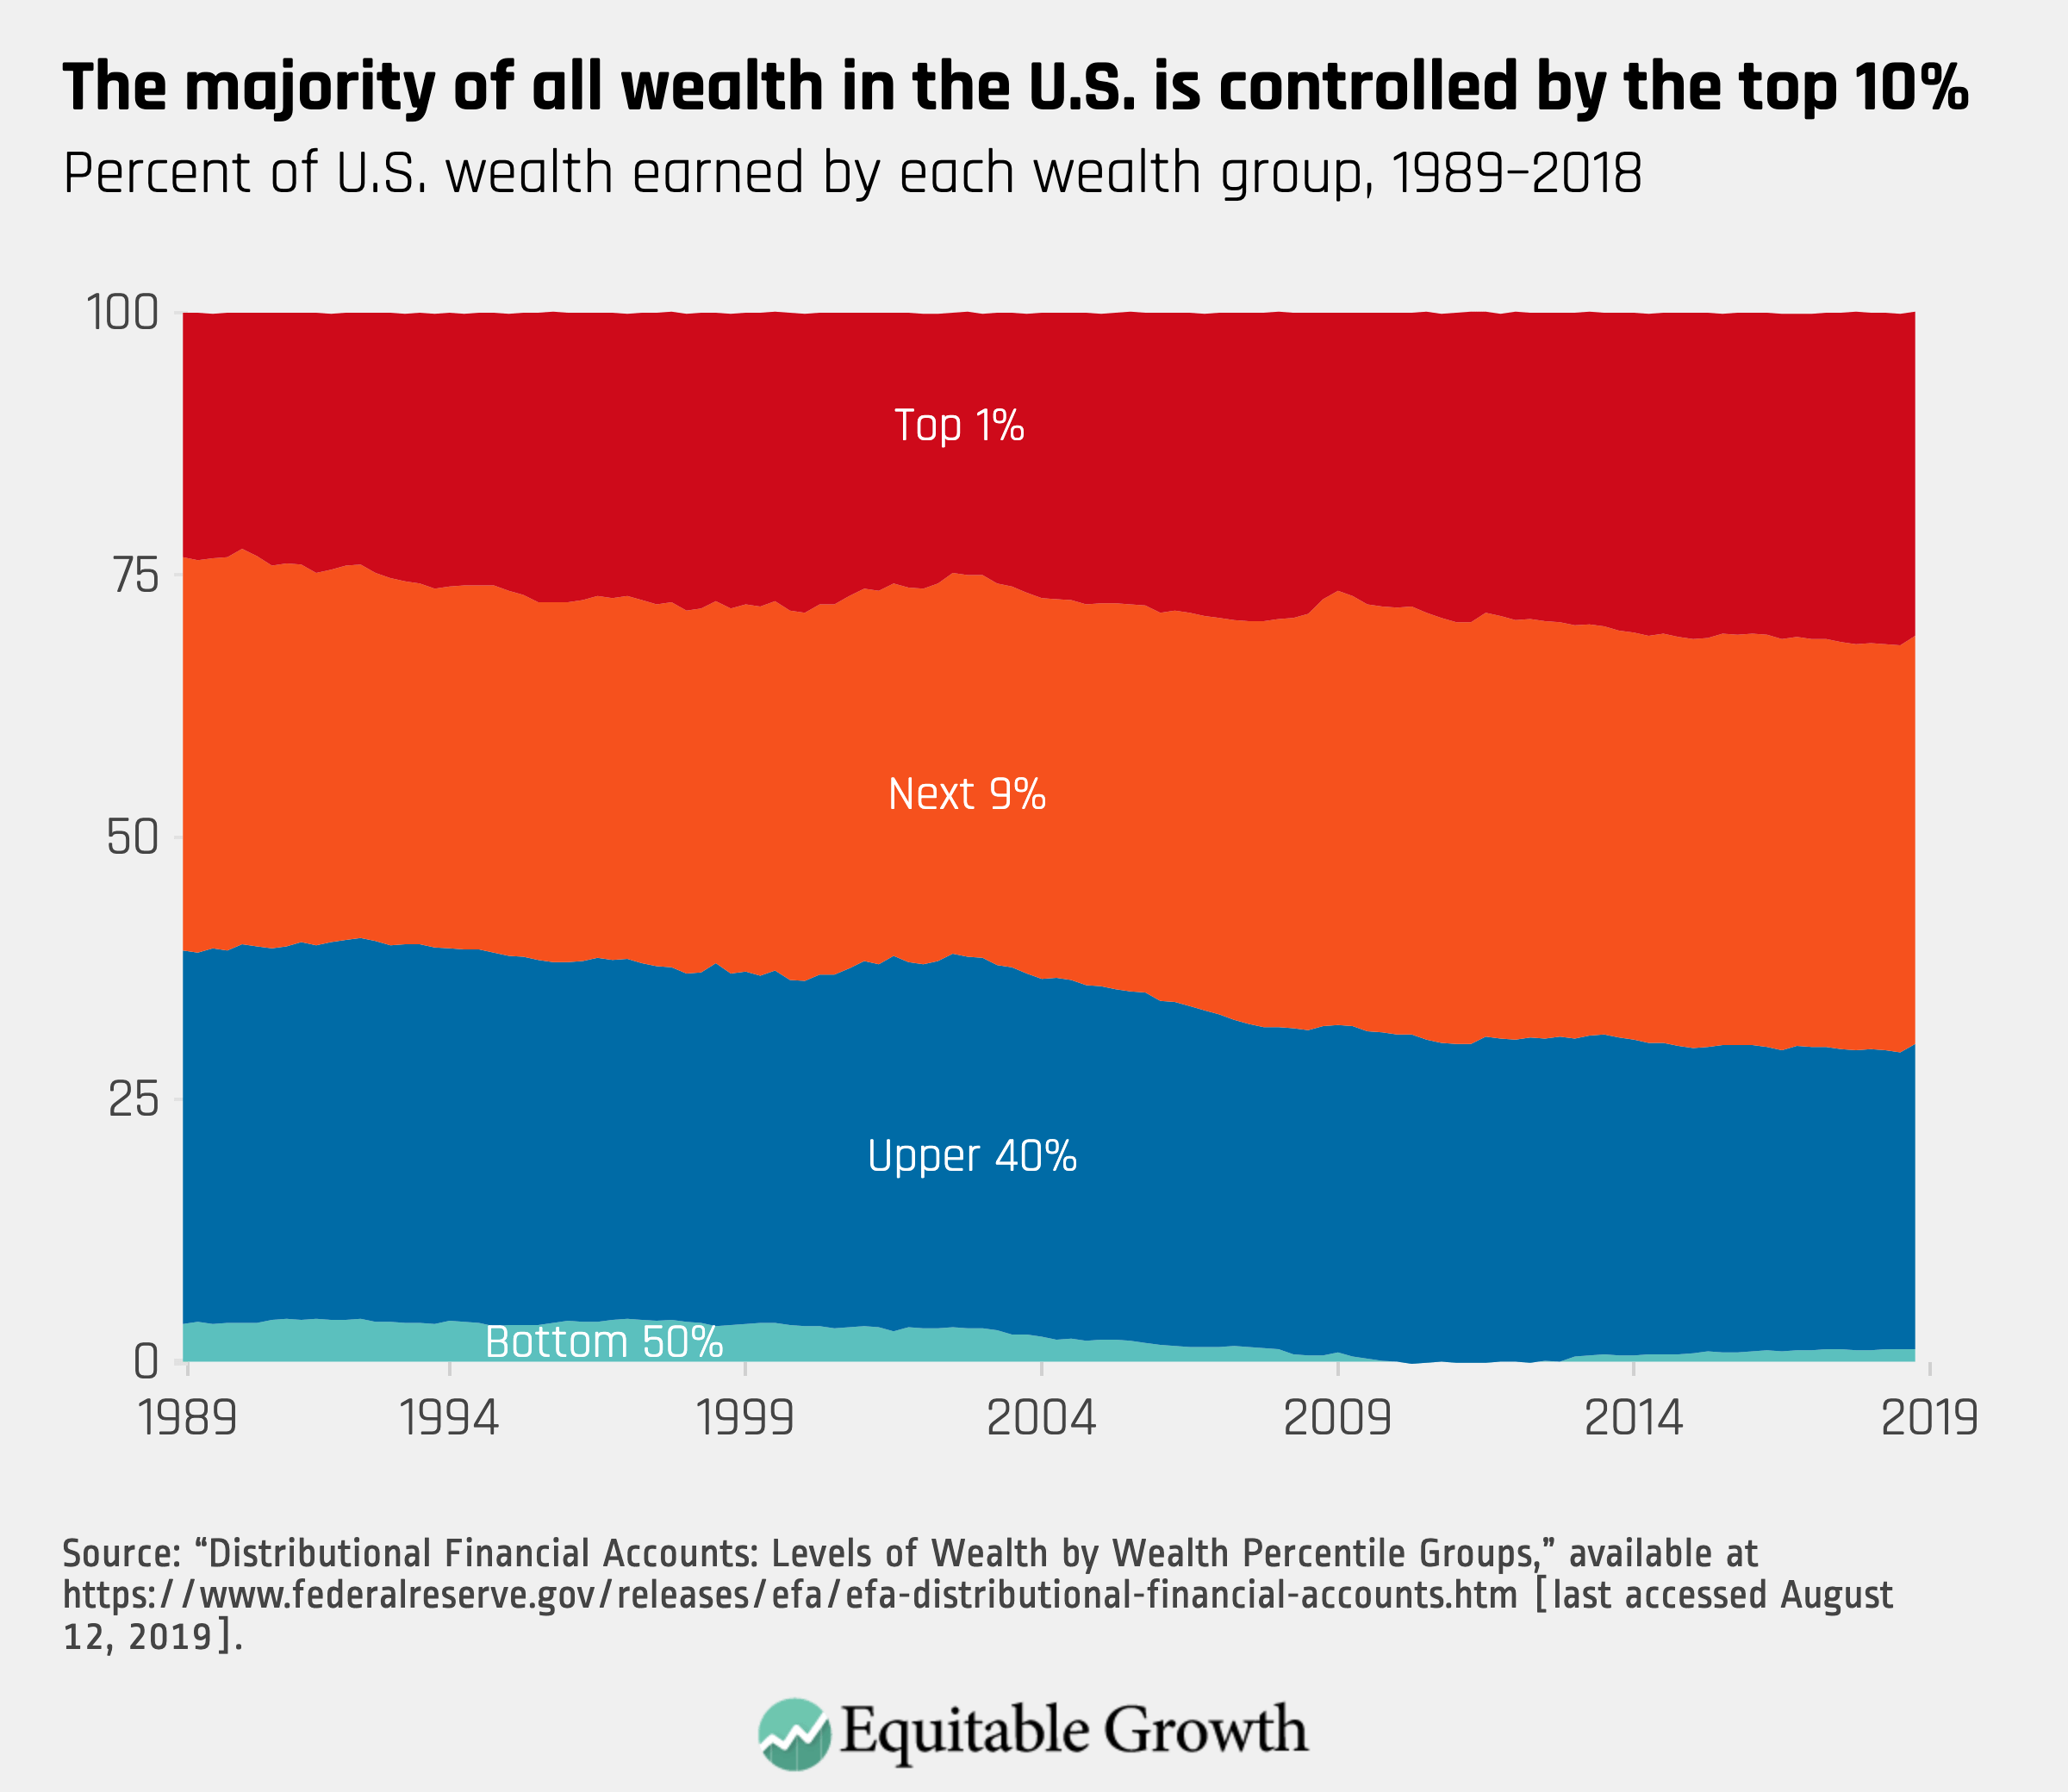 The majority of all wealth in the U.S. is controlled by the top 10%
Percent of U.S. wealth earned by each wealth group, 1989–2018
100
75
50
25
0
Top 1%
Next 9%
Upper 40%
Bottom 50%
1989 1994 1999 2004 2009 2014 2019
Source: “Distributional Financial Accounts: Levels of Wealth by Wealth Percentile Groups,” available at
https://www.federalreserve.gov/releases/efa/efa-distributional-financial-accounts.htm [last accessed August
12, 2019].
Equitable Growth